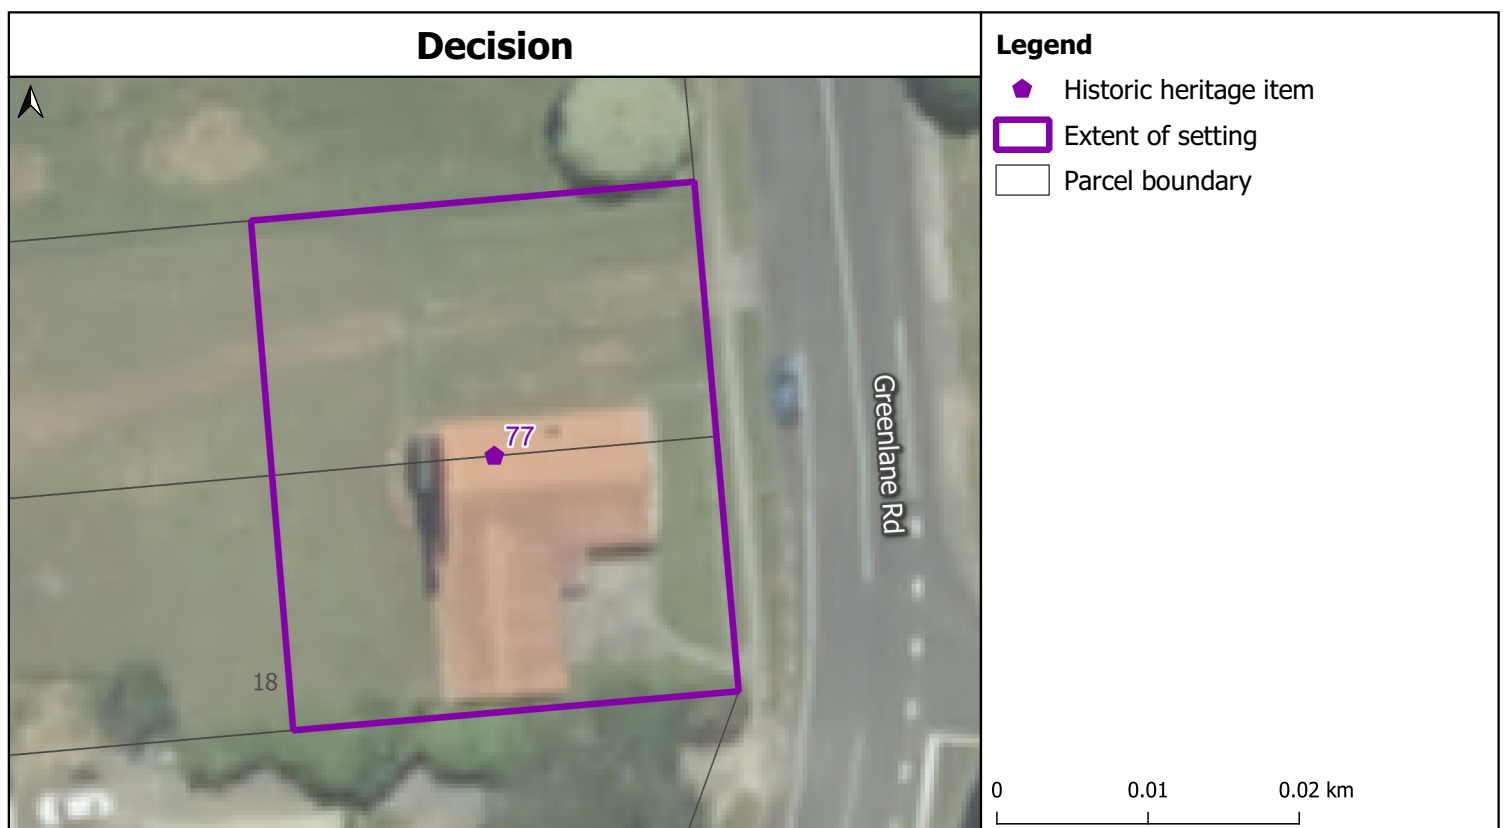 Decision
77
Greenlane Rd
18
Legend
Historic heritage item
Extent of setting
Parcel boundary
0 0.01 0.02 km